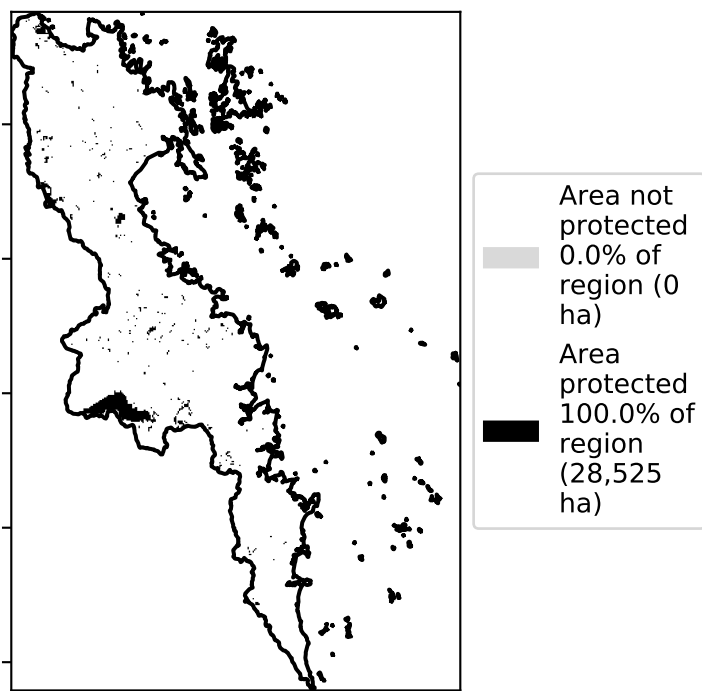 Area not
protected
0.0% of
region (0
ha)
Area
protected
100.0% of
region
(28,525
ha)